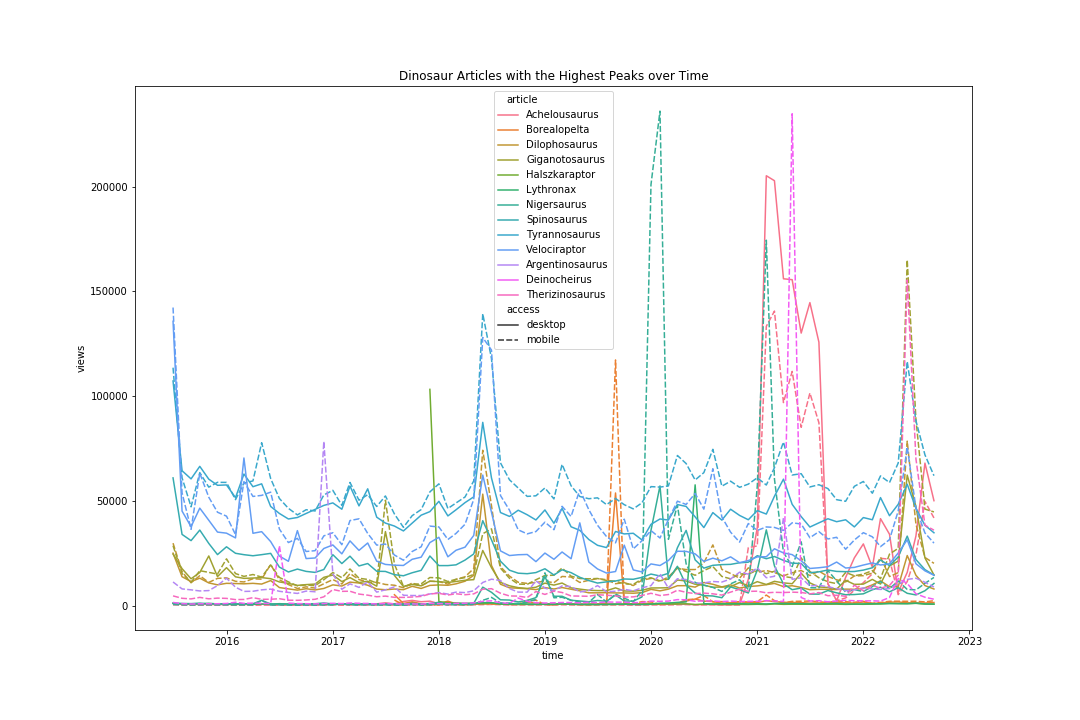 Dinosaur Articles with the Highest Peaks over Time
views
200000
150000
100000
50000
0
article
Achelousaurus
Borealopelta
Dilophosaurus
Giganotosaurus
Halszkaraptor
Lythronax
Nigersaurus
Spinosaurus
Tyrannosaurus
Velociraptor
Argentinosaurus
Deinocheirus
Therizinosaurus
access
desktop
mobile
2016
2017
2018
2019
2020
2021
2022
2023
time